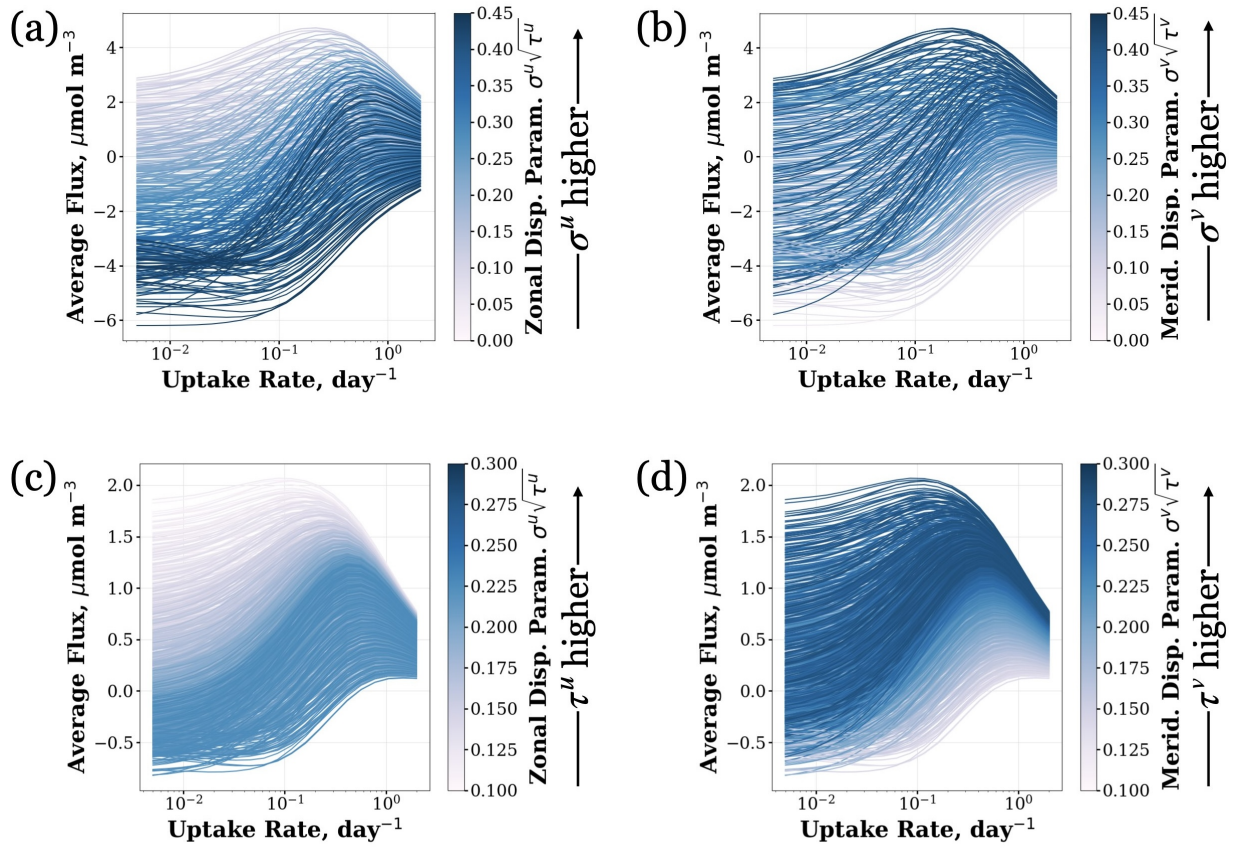 (a)
Average Flux, μmol m⁻³
4
2
0
−2
−4
−6
10⁻² 10⁻¹ 10⁰
Uptake Rate, day⁻¹
0.45
0.40
0.35
0.30
0.25
0.20
0.15
0.10
0.05
0.00
Zonal Disp. Param. σᵘ√τᵘ
σᵘ higher
(b)
Average Flux, μmol m⁻³
4
2
0
−2
−4
−6
10⁻² 10⁻¹ 10⁰
Uptake Rate, day⁻¹
0.45
0.40
0.35
0.30
0.25
0.20
0.15
0.10
0.05
0.00
Merid. Disp. Param. σᵛ√τᵛ
σᵛ higher
(c)
Average Flux, μmol m⁻³
2.0
1.5
1.0
0.5
0.0
−0.5
10⁻² 10⁻¹ 10⁰
Uptake Rate, day⁻¹
0.300
0.275
0.250
0.225
0.200
0.175
0.150
0.125
0.100
Zonal Disp. Param. σᵘ√τᵘ
τᵘ higher
(d)
Average Flux, μmol m⁻³
2.0
1.5
1.0
0.5
0.0
−0.5
10⁻² 10⁻¹ 10⁰
Uptake Rate, day⁻¹
0.300
0.275
0.250
0.225
0.200
0.175
0.150
0.125
0.100
Merid. Disp. Param. σᵛ√τᵛ
τᵛ higher